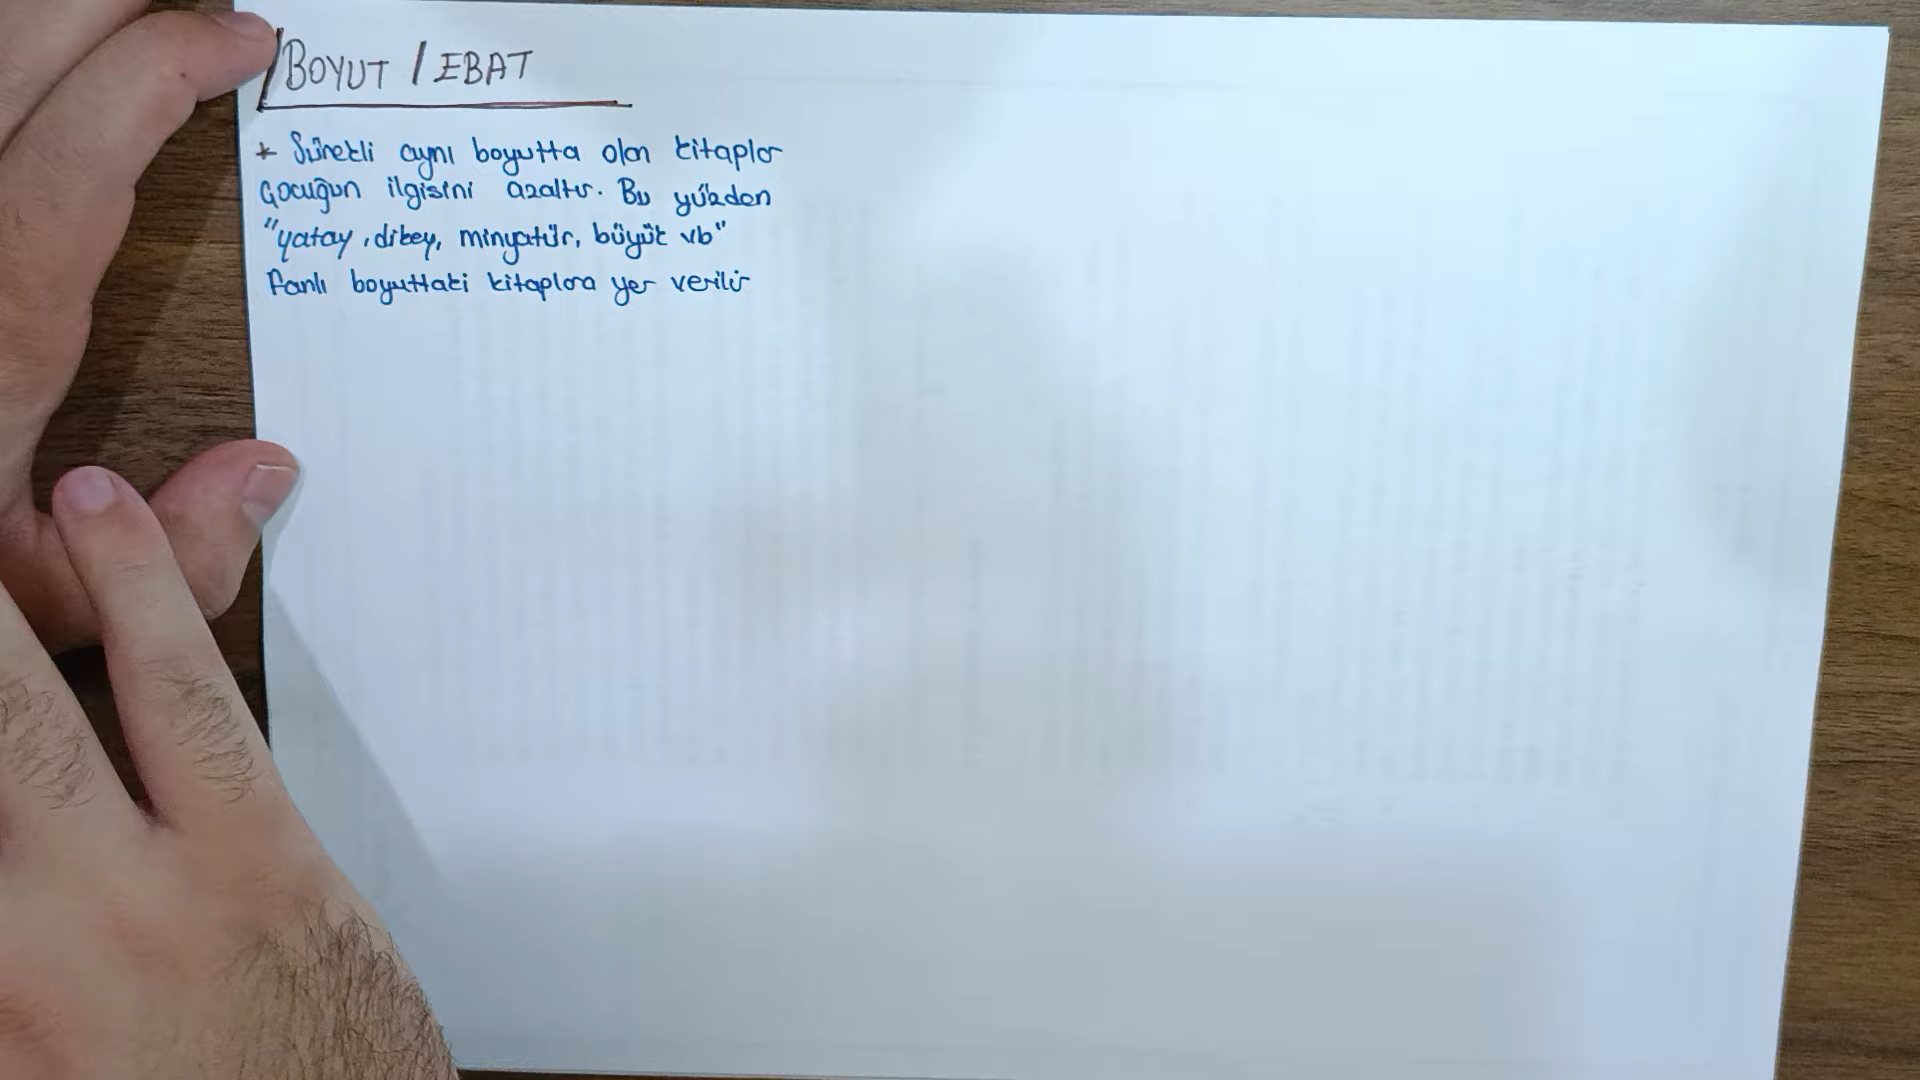 BOYUT / EBAT
* Sürekli aynı boyutta olan kitaplar
Çocuğun ilgisini azaltır. Bu yüzden
"yatay, dikey, minyatür, büyük vb"
Farklı boyuttaki kitaplara yer verilir